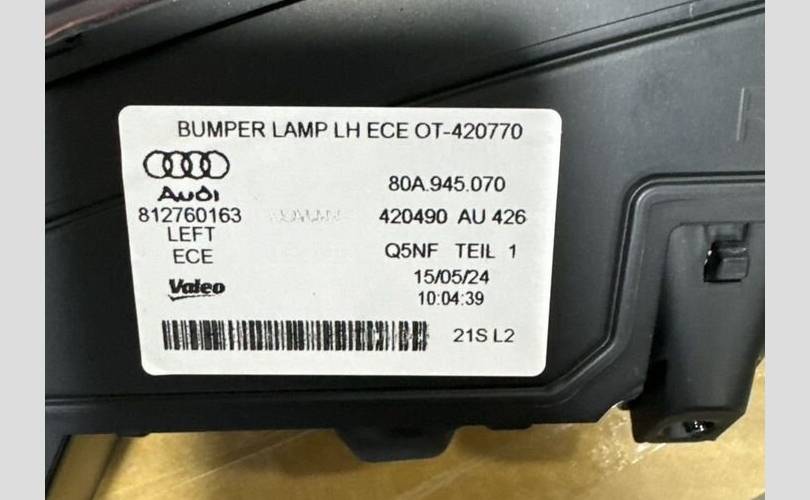 BUMPER LAMP LH ECE OT-420770
Audi
80A.945.070
812760163
420490 AU 426
LEFT
ECE
Q5NF TEIL 1
Valeo
15/05/24
10:04:39
21S L2